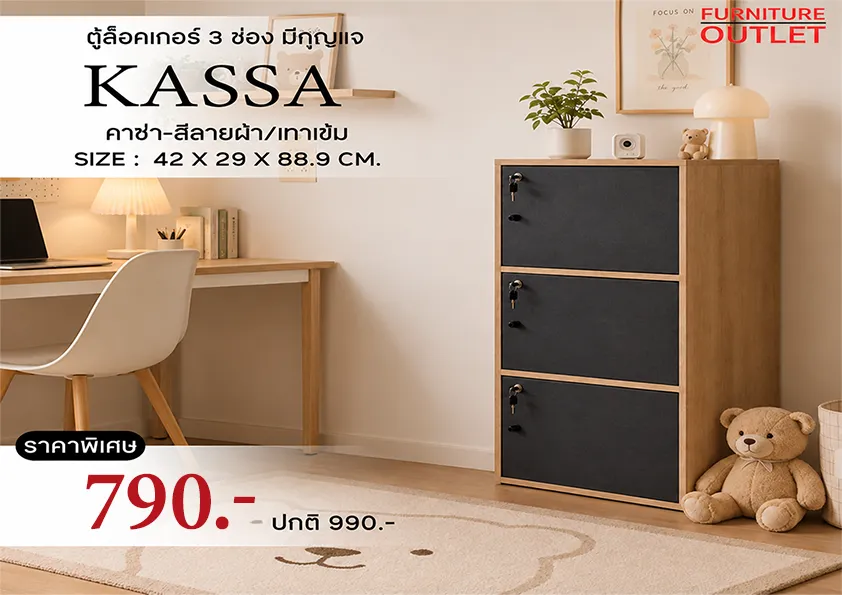 ตู้ล็อคเกอร์ 3 ช่อง มีกุญแจ
KASSA
คาซ่า-สีลายผ้า/เทาเข้ม
SIZE : 42 X 29 X 88.9 CM.
FURNITURE
OUTLET
FOCUS ON
the good
ราคาพิเศษ
790.-
ปกติ 990.-